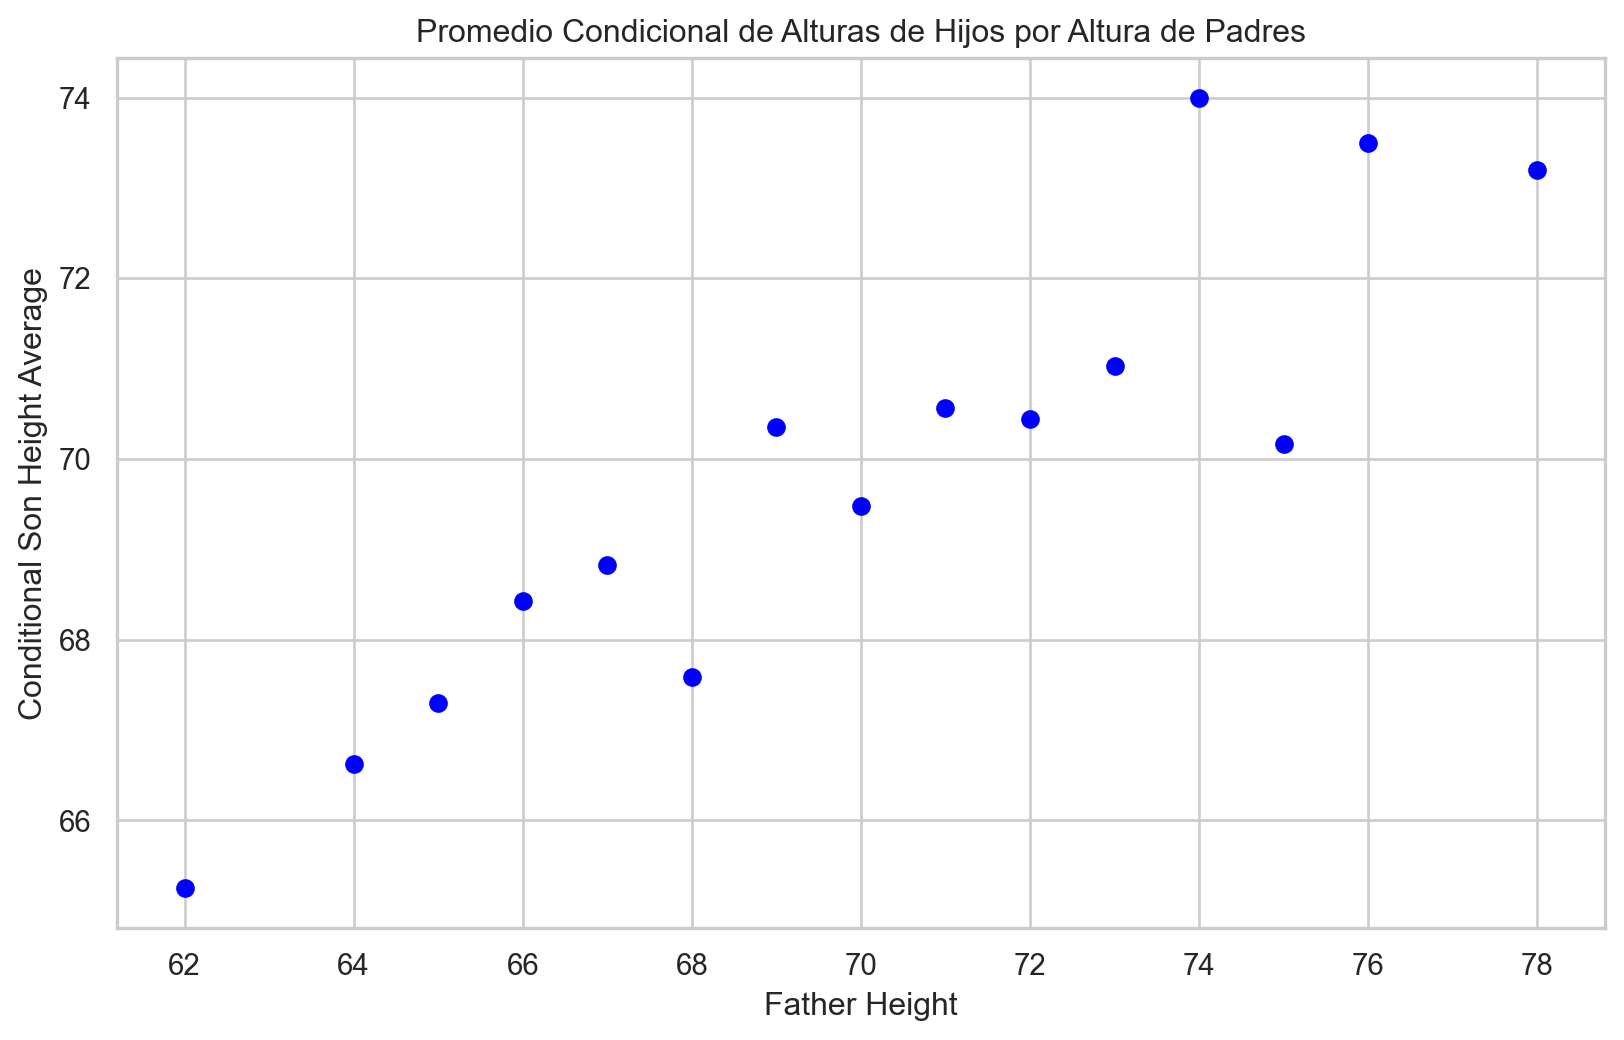 Promedio Condicional de Alturas de Hijos por Altura de Padres
Conditional Son Height Average
74
72
70
68
66
62 64 66 68 70 72 74 76 78
Father Height